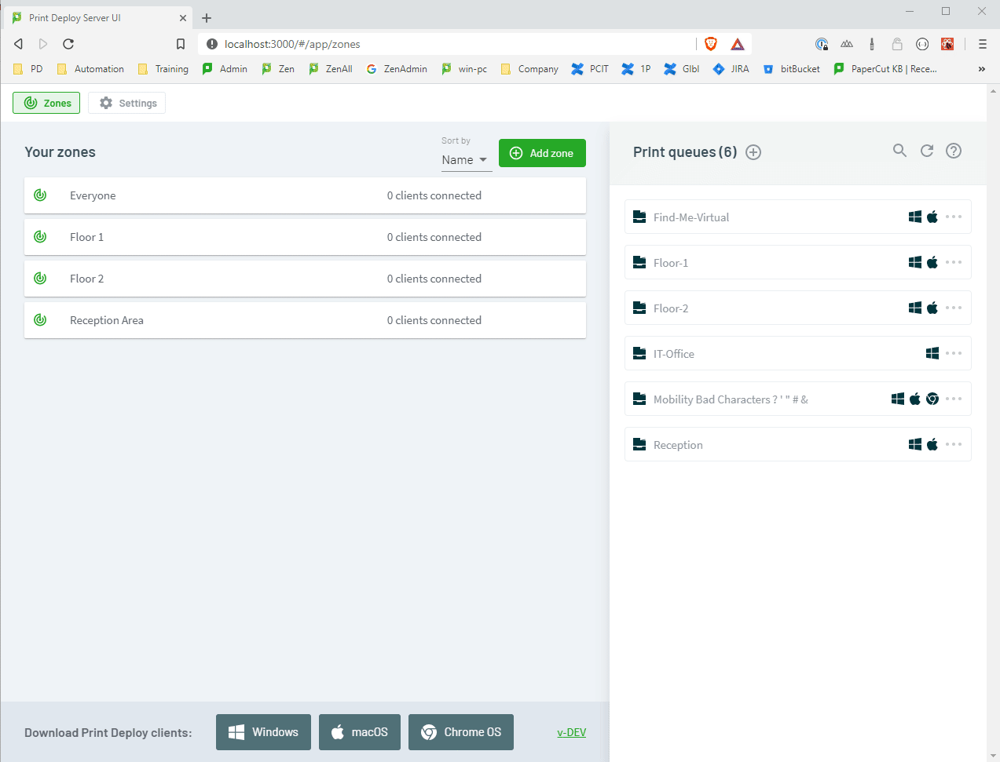 Print Deploy Server UI
localhost:3000/#/app/zones
PD Automation Training Admin Zen ZenAll ZenAdmin win-pc Company PCIT 1P Glbl JIRA bitBucket PaperCut KB | Rece... »
Zones Settings
Your zones
Sort by
Name
Add zone
Everyone 0 clients connected
Floor 1 0 clients connected
Floor 2 0 clients connected
Reception Area 0 clients connected
Print queues (6)
Find-Me-Virtual
Floor-1
Floor-2
IT-Office
Mobility Bad Characters ? ' " # &
Reception
Download Print Deploy clients: Windows macOS Chrome OS v-DEV